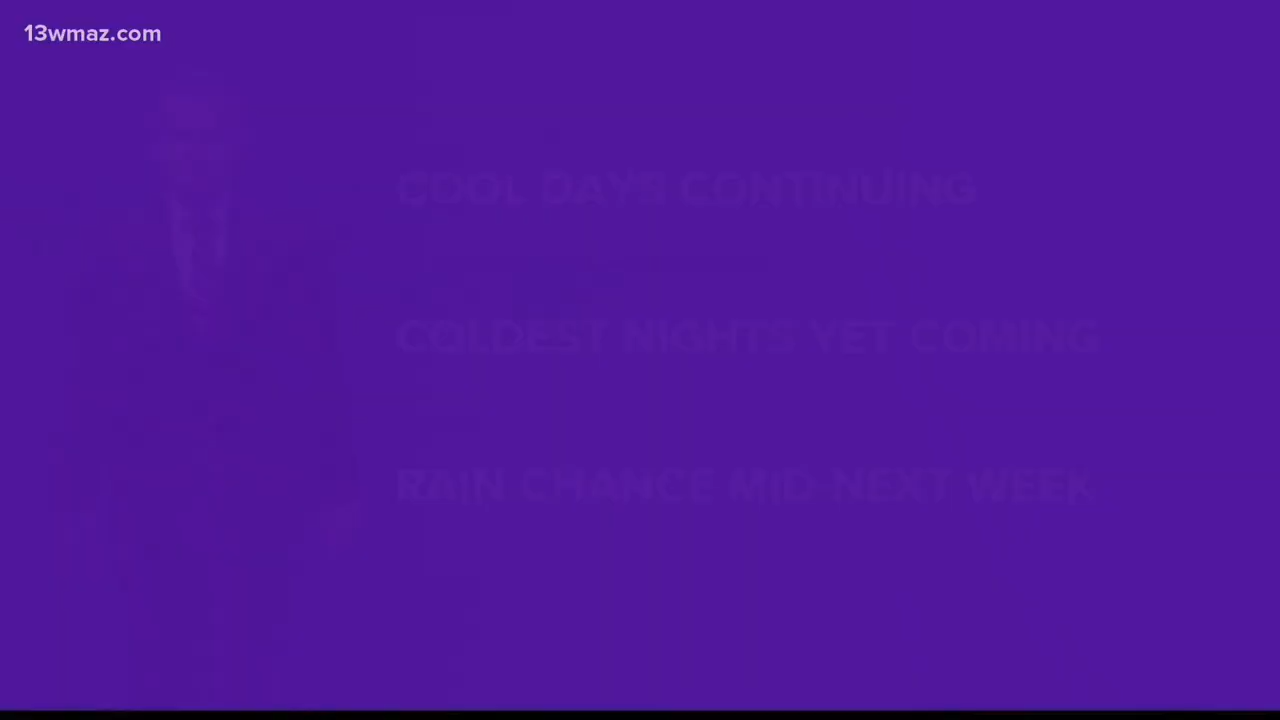 13wmaz.com
COOL DAYS CONTINUING
COLDEST NIGHTS YET COMING
RAIN CHANCE MID-NEXT WEEK